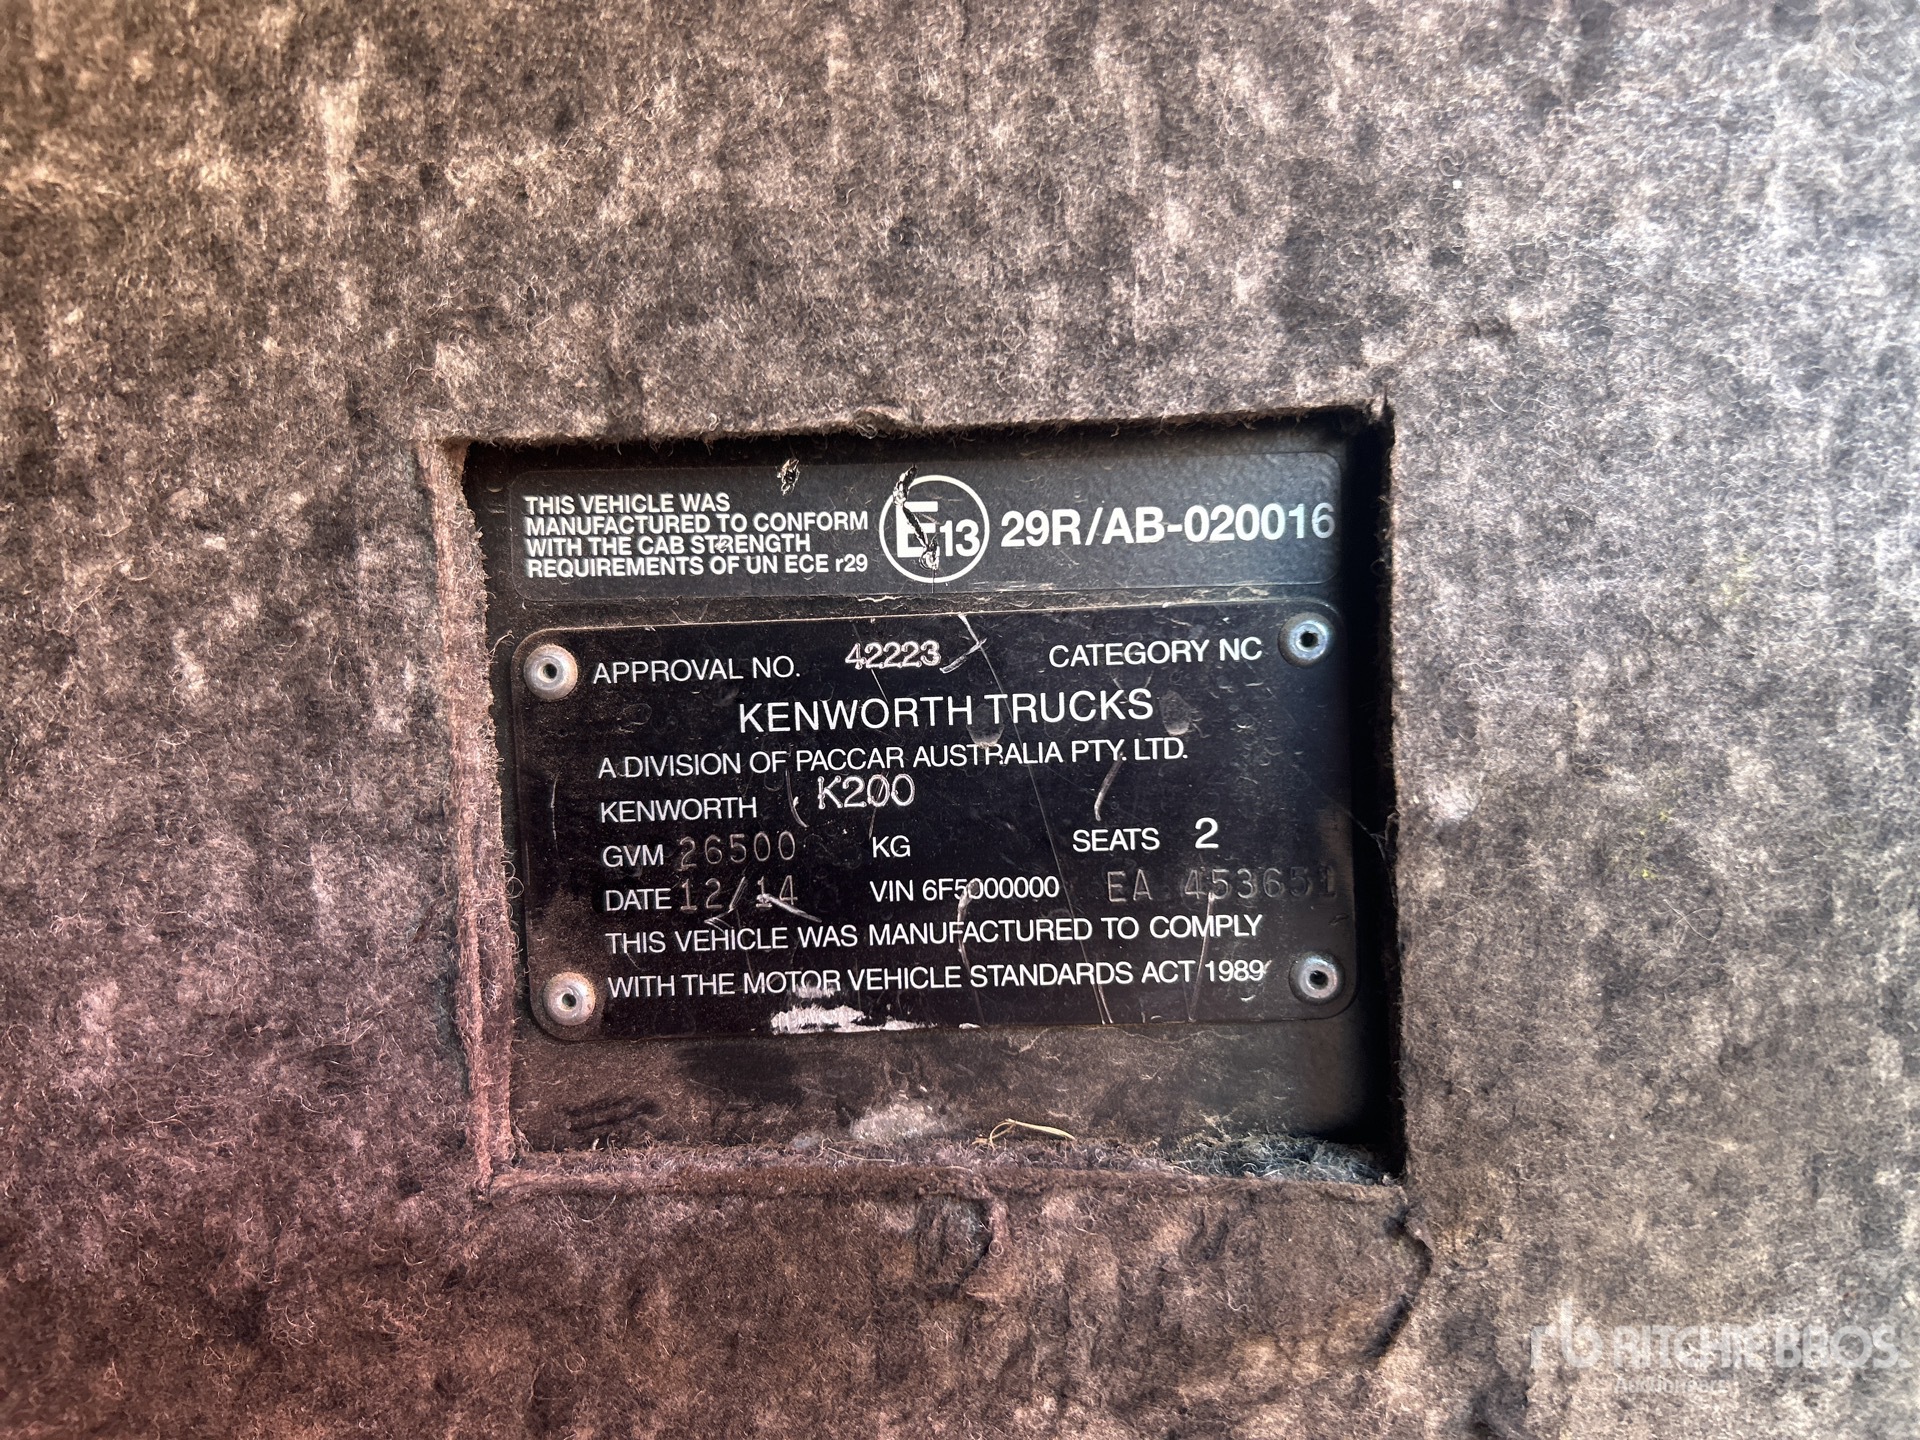 THIS VEHICLE WAS
MANUFACTURED TO CONFORM
WITH THE CAB STRENGTH
REQUIREMENTS OF UN ECE r29
E13 29R/AB-020016
APPROVAL NO. 42223 CATEGORY NC
KENWORTH TRUCKS
A DIVISION OF PACCAR AUSTRALIA PTY. LTD.
KENWORTH K200
GVM 26500 KG SEATS 2
DATE 12/14 VIN 6F5000000 EA 453651
THIS VEHICLE WAS MANUFACTURED TO COMPLY
WITH THE MOTOR VEHICLE STANDARDS ACT 1989
rb RITCHIE BROS.
Auctioneers